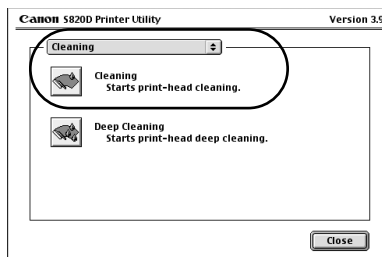 Canon S820D Printer Utility Version 3.9
Cleaning
Cleaning
Starts print-head cleaning.
Deep Cleaning
Starts print-head deep cleaning.
Close